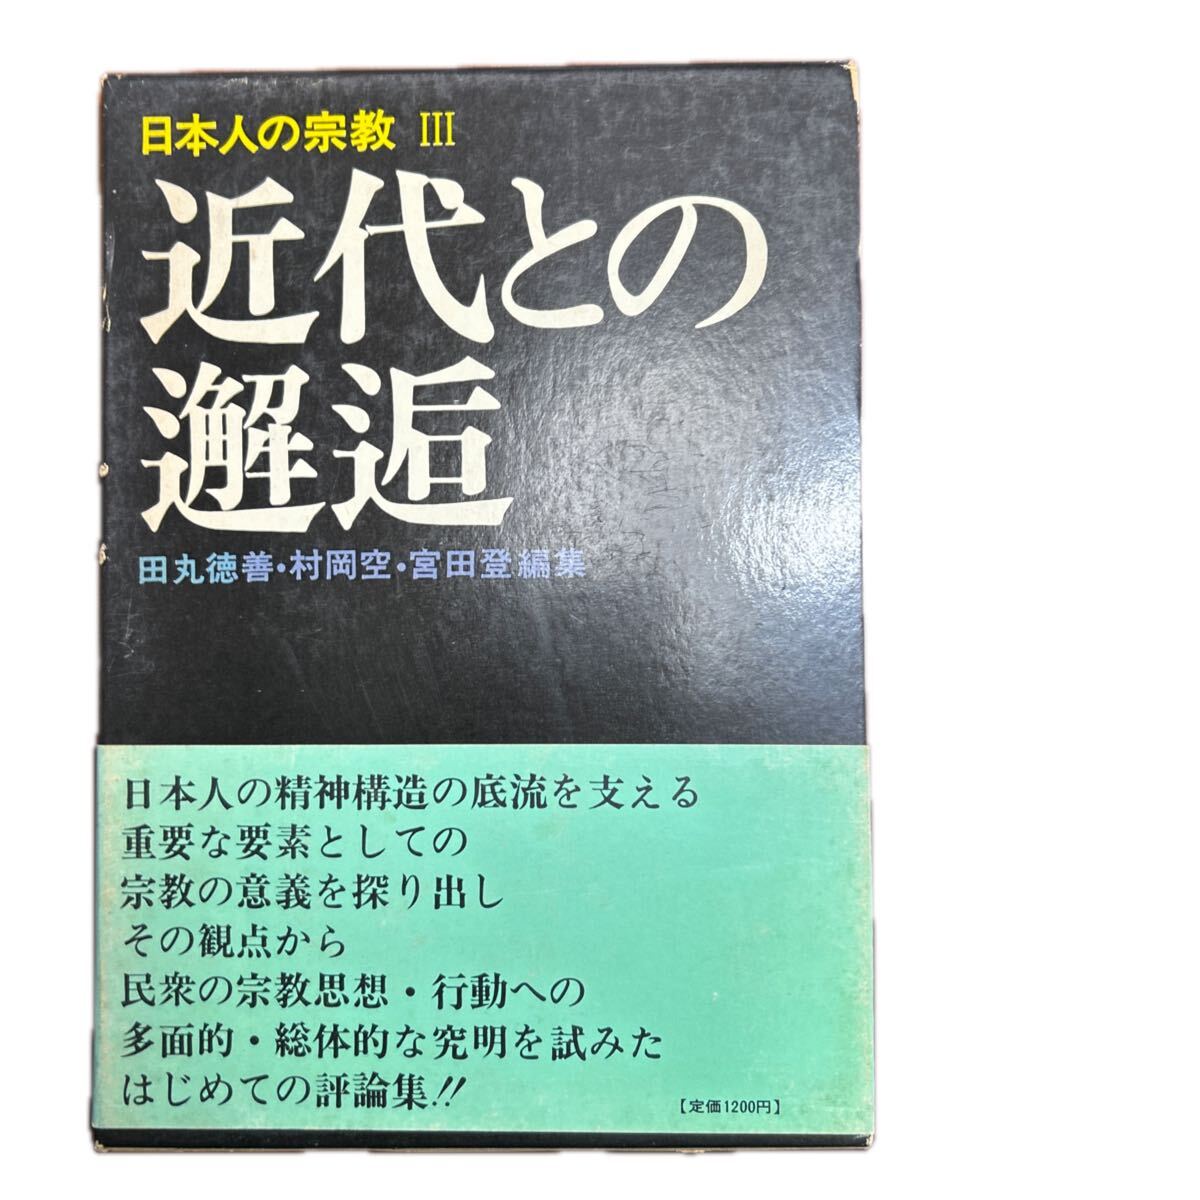 日本人の宗教 III
近代との
邂逅
田丸徳善・村岡空・宮田登編集
日本人の精神構造の底流を支える
重要な要素としての
宗教の意義を探り出し
その観点から
民衆の宗教思想・行動への
多面的・総体的な究明を試みた
はじめての評論集!!
【定価1200円】